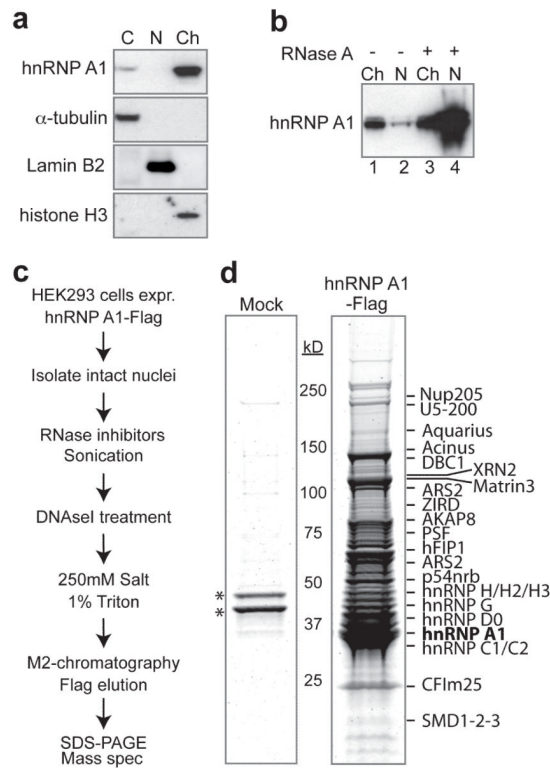 a
C N Ch
hnRNP A1
α-tubulin
Lamin B2
histone H3
b
RNase A - - + +
Ch N Ch N
hnRNP A1
1 2 3 4
c
HEK293 cells expr.
hnRNP A1-Flag
Isolate intact nuclei
RNase inhibitors
Sonication
DNAseI treatment
250mM Salt
1% Triton
M2-chromatography
Flag elution
SDS-PAGE
Mass spec
d
Mock
hnRNP A1
-Flag
kD
250
150
100
75
50
37
25
*
*
Nup205
U5-200
Aquarius
Acinus
DBC1
XRN2
Matrin3
ARS2
ZIRD
AKAP8
PSF
hFIP1
ARS2
p54nrb
hnRNP H/H2/H3
hnRNP G
hnRNP D0
hnRNP A1
hnRNP C1/C2
CFIm25
SMD1-2-3